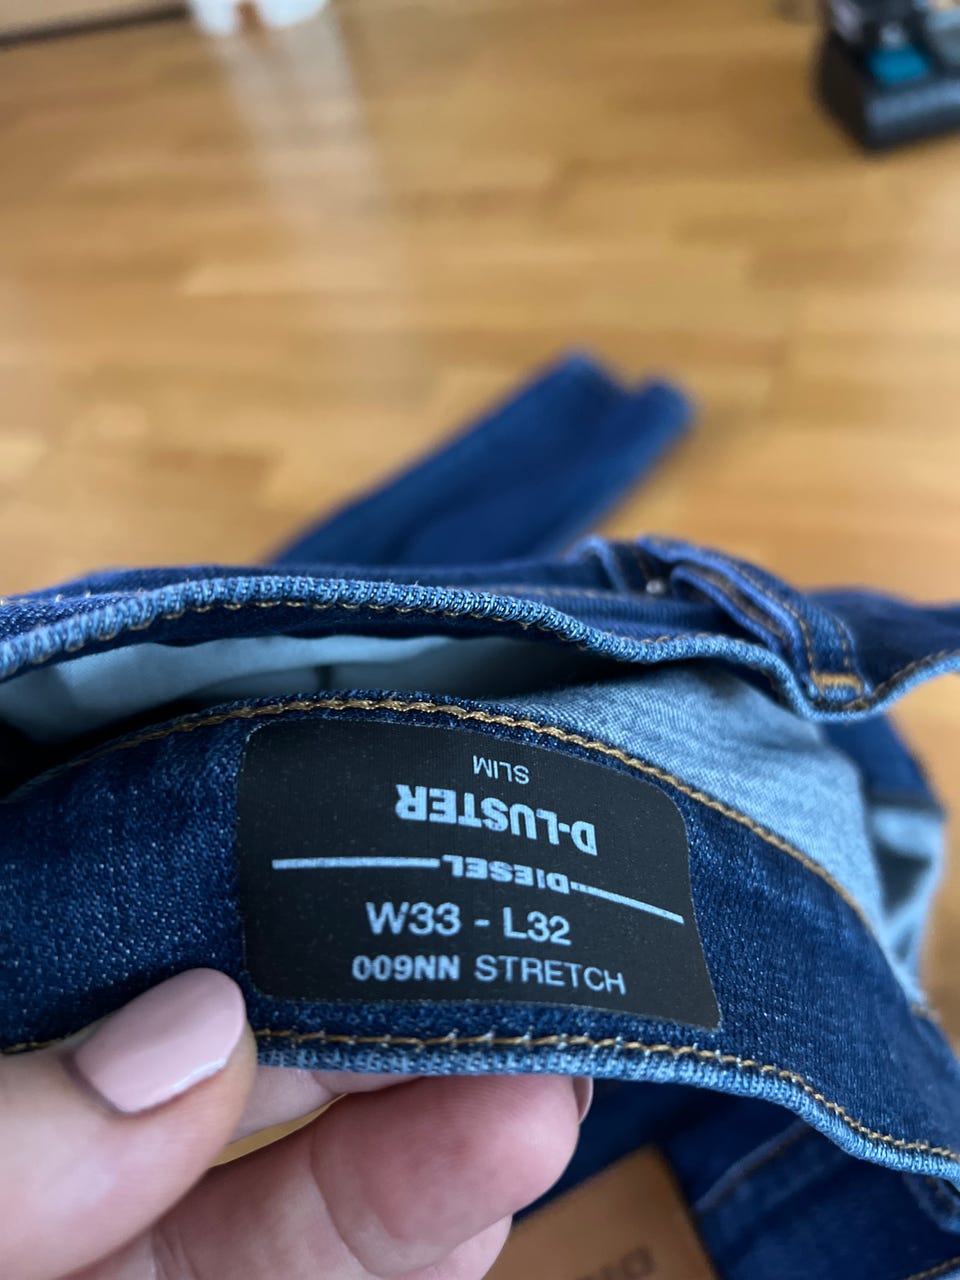 SLIM
D-LUSTER
DIESEL
W33 - L32
009NN STRETCH